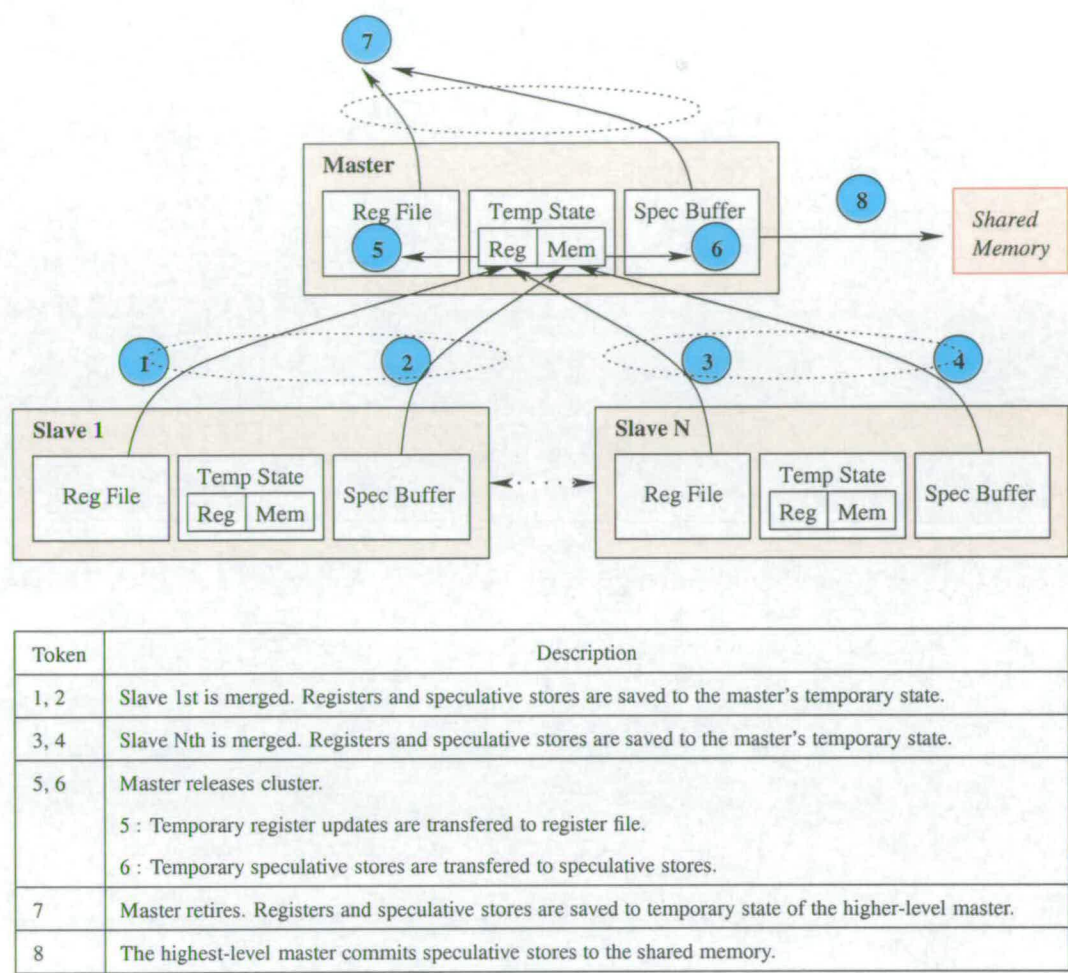 7
Master
Reg File
Temp State
Spec Buffer
8
Shared
Memory
5
Reg
Mem
6
1
2
3
4
Slave 1
Reg File
Temp State
Reg
Mem
Spec Buffer
Slave N
Reg File
Temp State
Reg
Mem
Spec Buffer
Token Description
1, 2 Slave 1st is merged. Registers and speculative stores are saved to the master's temporary state.
3, 4 Slave Nth is merged. Registers and speculative stores are saved to the master's temporary state.
5, 6 Master releases cluster.
5 : Temporary register updates are transfered to register file.
6 : Temporary speculative stores are transfered to speculative stores.
7 Master retires. Registers and speculative stores are saved to temporary state of the higher-level master.
8 The highest-level master commits speculative stores to the shared memory.